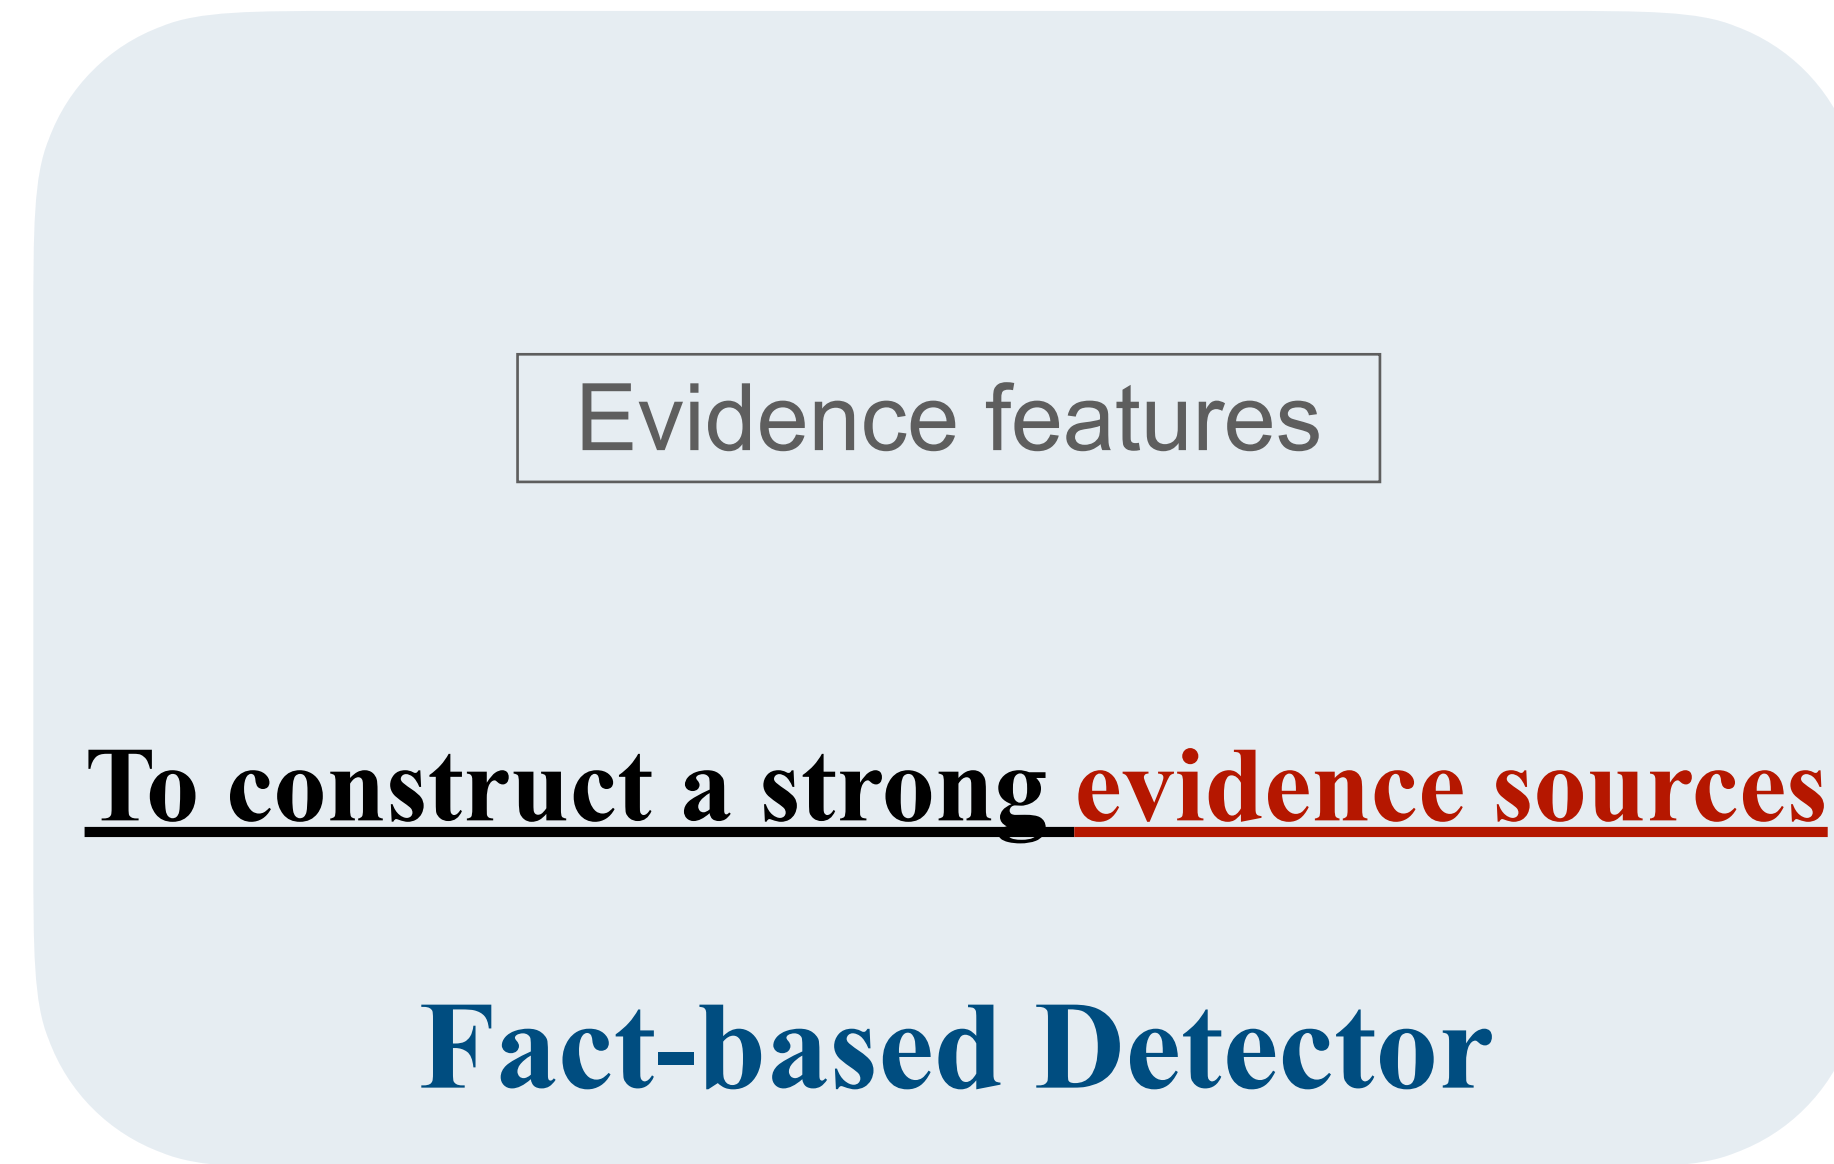 Evidence features
To construct a strong evidence sources
Fact-based Detector